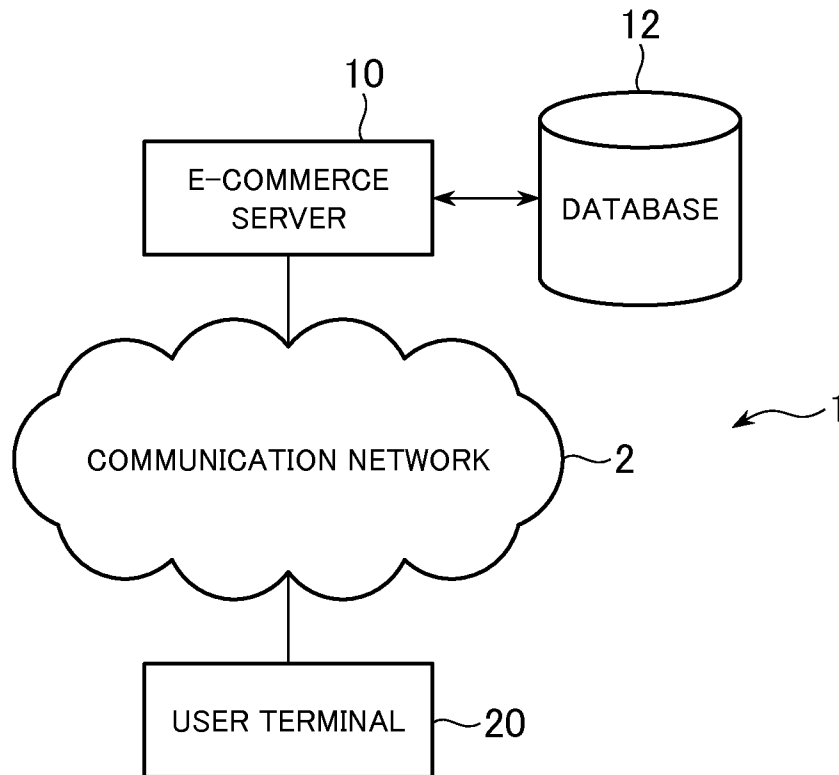 12
10
E-COMMERCE
SERVER
DATABASE
1
COMMUNICATION NETWORK
2
USER TERMINAL
20